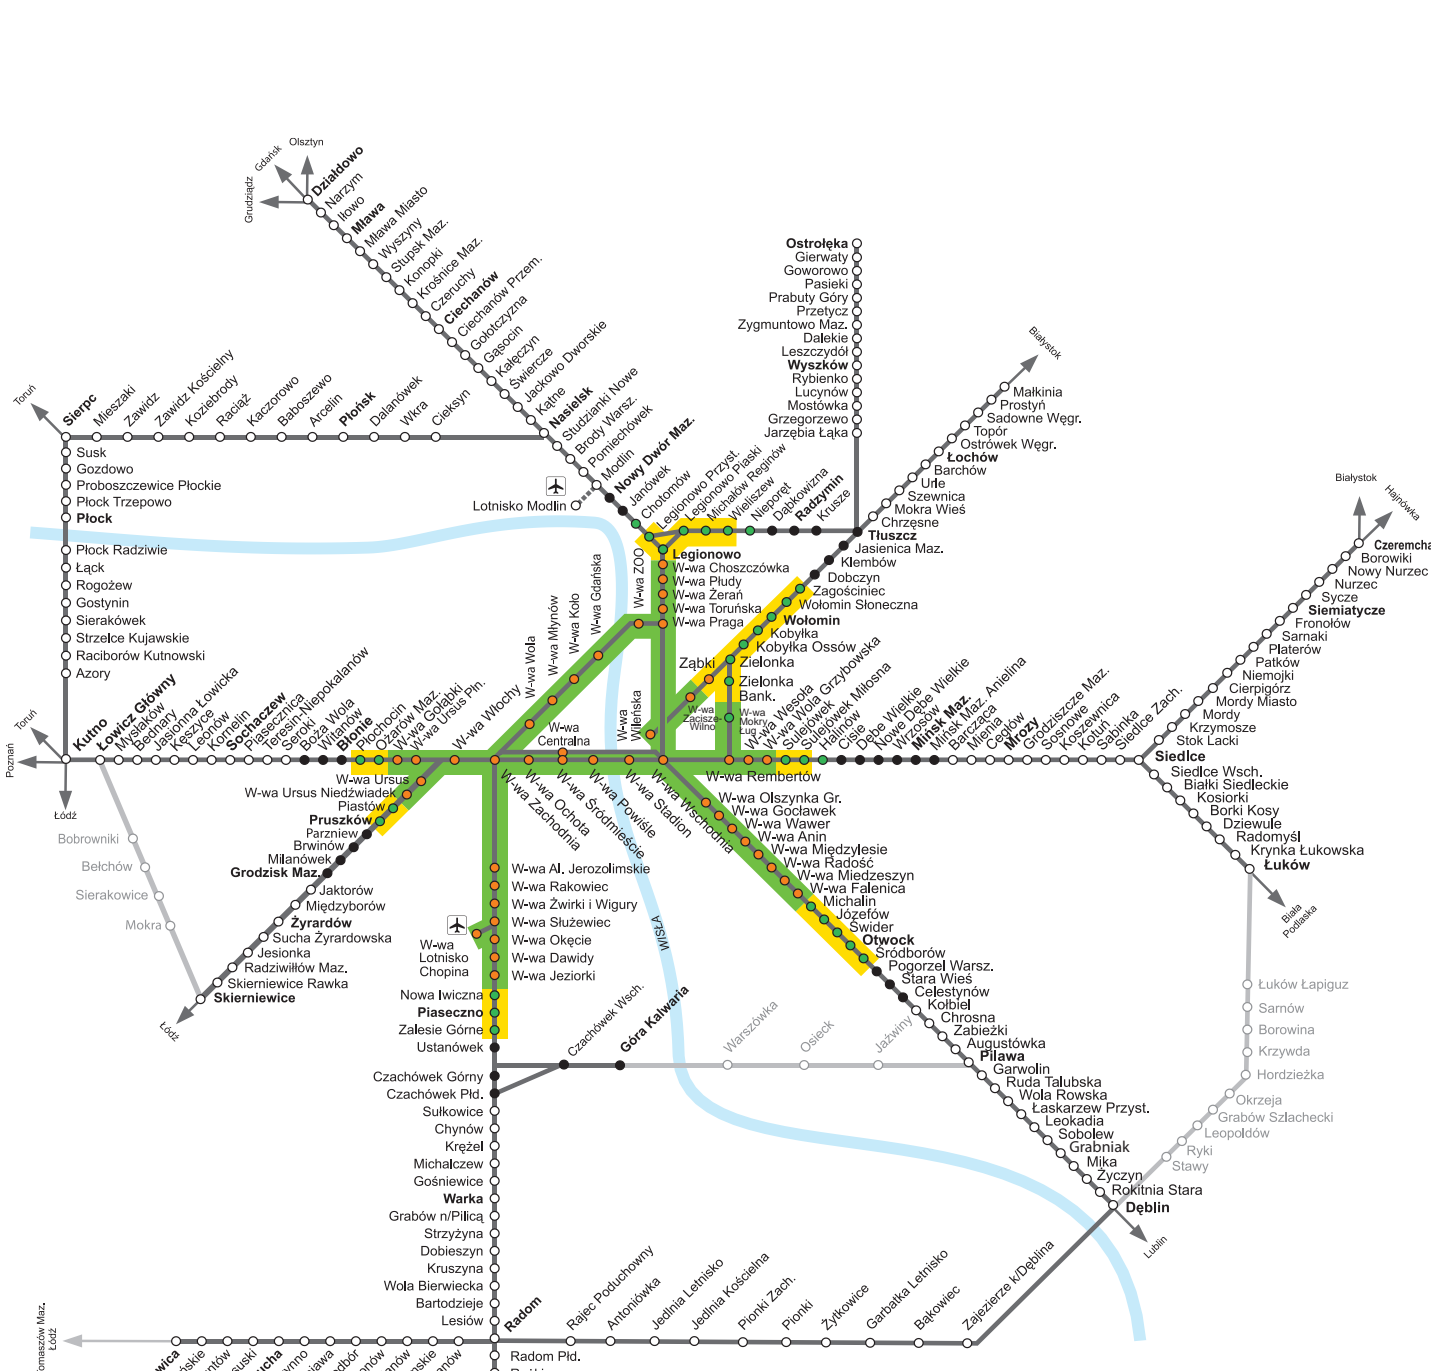 Olsztyn
Gdańsk
Grudziądz
Działdowo
Narzym
Iłowo
Mława
Mława Miasto
Wyszyny
Stupsk Maz.
Konopki
Krośnice Maz.
Czeruchy
Ciechanów
Ciechanów Przem.
Gołotczyzna
Gąsocin
Kałęczyn
Świercze
Jackowo Dworskie
Kątne
Nasielsk
Studzianki Nowe
Brody Warsz.
Pomiechówek
Modlin
Lotnisko Modlin
Nowy Dwór Maz.
Janówek
Chotomów
Legionowo Przyst.
Legionowo Piaski
Michałów Reginów
Wieliszew
Nieporęt
Dąbkowizna
Radzymin
Krusze
Ostrołęka
Gierwaty
Goworowo
Pasieki
Prabuty Góry
Przetycz
Zygmuntowo Maz.
Dalekie
Leszczydół
Wyszków
Rybienko
Lucynów
Mostówka
Grzegorzewo
Jarzębia Łąka
Białystok
Małkinia
Prostyń
Sadowne Węgr.
Topór
Ostrówek Węgr.
Łochów
Barchów
Urle
Szewnica
Mokra Wieś
Chrzęsne
Tłuszcz
Jasienica Maz.
Klembów
Dobczyn
Zagościniec
Wołomin Słoneczna
Wołomin
Kobyłka
Kobyłka Ossów
Zielonka
Ząbki
Zielonka
Bank.
W-wa
Zacisze-
Wilno
W-wa
Mokry
Ług
Toruń
Sierpc
Mieszaki
Zawidz
Zawidz Kościelny
Koziebrody
Raciąż
Kaczorowo
Baboszewo
Arcelin
Płońsk
Dalanówek
Wkra
Cieksyn
Susk
Gozdowo
Proboszczewice Płockie
Płock Trzepowo
Płock
Płock Radziwie
Łąck
Rogożew
Gostynin
Sierakówek
Strzelce Kujawskie
Raciborów Kutnowski
Azory
Legionowo
W-wa Choszczówka
W-wa Płudy
W-wa Żerań
W-wa Toruńska
W-wa Praga
W-wa ZOO
W-wa Gdańska
W-wa Koło
W-wa Młynów
W-wa Wola
W-wa
Wileńska
W-wa
Centralna
Toruń
Poznań
Łódź
Kutno
Łowicz Główny
Mysłaków
Bednary
Jasionna Łowicka
Kęszyce
Leonów
Kornelin
Sochaczew
Piasecznica
Teresin-Niepokalanów
Seroki
Boża Wola
Witanów
Błonie
Płochocin
Ożarów Maz.
W-wa Gołąbki
W-wa Ursus Płn.
W-wa Włochy
W-wa Zachodnia
W-wa Ochota
W-wa Śródmieście
W-wa Powiśle
W-wa Stadion
W-wa Wschodnia
W-wa Rembertów
W-wa Wesoła
W-wa Wola Grzybowska
Sulejówek
Sulejówek Miłosna
Halinów
Cisie
Dębe Wielkie
Nowe Dębe Wielkie
Wrzosów
Mińsk Maz.
Mińsk Maz. Anielina
Barcząca
Mienia
Cegłów
Mrozy
Grodziszcze Maz.
Sosnowe
Koszewnica
Kotuń
Sabinka
Siedlce Zach.
Siedlce
Białystok
Hajnówka
Czeremcha
Borowiki
Nowy Nurzec
Nurzec
Sycze
Siemiatycze
Fronołów
Sarnaki
Platerów
Patków
Niemojki
Cierpigórz
Mordy Miasto
Mordy
Krzymosze
Stok Lacki
Siedlce Wsch.
Białki Siedleckie
Kosiorki
Borki Kosy
Dziewule
Radomyśl
Krynka Łukowska
Łuków
Biała
Podlaska
Łuków Łapiguz
Sarnów
Borowina
Krzywda
Hordzieżka
Okrzeja
Grabów Szlachecki
Leopoldów
Ryki
Stawy
W-wa Ursus
W-wa Ursus Niedźwiadek
Piastów
Pruszków
Parzniew
Brwinów
Milanówek
Grodzisk Maz.
Jaktorów
Międzyborów
Żyrardów
Sucha Żyrardowska
Jesionka
Radziwiłłów Maz.
Skierniewice Rawka
Skierniewice
Łódź
Bobrowniki
Bełchów
Sierakowice
Mokra
W-wa Al. Jerozolimskie
W-wa Rakowiec
W-wa Żwirki i Wigury
W-wa Służewiec
W-wa Okęcie
W-wa Dawidy
W-wa Jeziorki
W-wa
Lotnisko
Chopina
Nowa Iwiczna
Piaseczno
Zalesie Górne
Ustanówek
Czachówek Górny
Czachówek Płd.
Czachówek Wsch.
Góra Kalwaria
Warszówka
Osieck
Jaźwiny
Sułkowice
Chynów
Krężel
Michalczew
Gośniewice
Warka
Grabów n/Pilicą
Strzyżyna
Dobieszyn
Kruszyna
Wola Bierwiecka
Bartodzieje
Lesiów
Radom
Radom Płd.
WISŁA
W-wa Olszynka Gr.
W-wa Gocławek
W-wa Wawer
W-wa Anin
W-wa Międzylesie
W-wa Radość
W-wa Miedzeszyn
W-wa Falenica
Michalin
Józefów
Świder
Otwock
Śródborów
Pogorzel Warsz.
Stara Wieś
Celestynów
Kołbiel
Chrosna
Zabieżki
Augustówka
Pilawa
Garwolin
Ruda Talubska
Wola Rowska
Łaskarzew Przyst.
Leokadia
Sobolew
Grabniak
Mika
Życzyn
Rokitnia Stara
Dęblin
Lublin
Rajec Poduchowny
Antoniówka
Jedlnia Letnisko
Jedlnia Kościelna
Pionki Zach.
Pionki
Żytkowice
Garbatka Letnisko
Bąkowiec
Zajezierze k/Dęblina
Tomaszów Maz.
Łódź